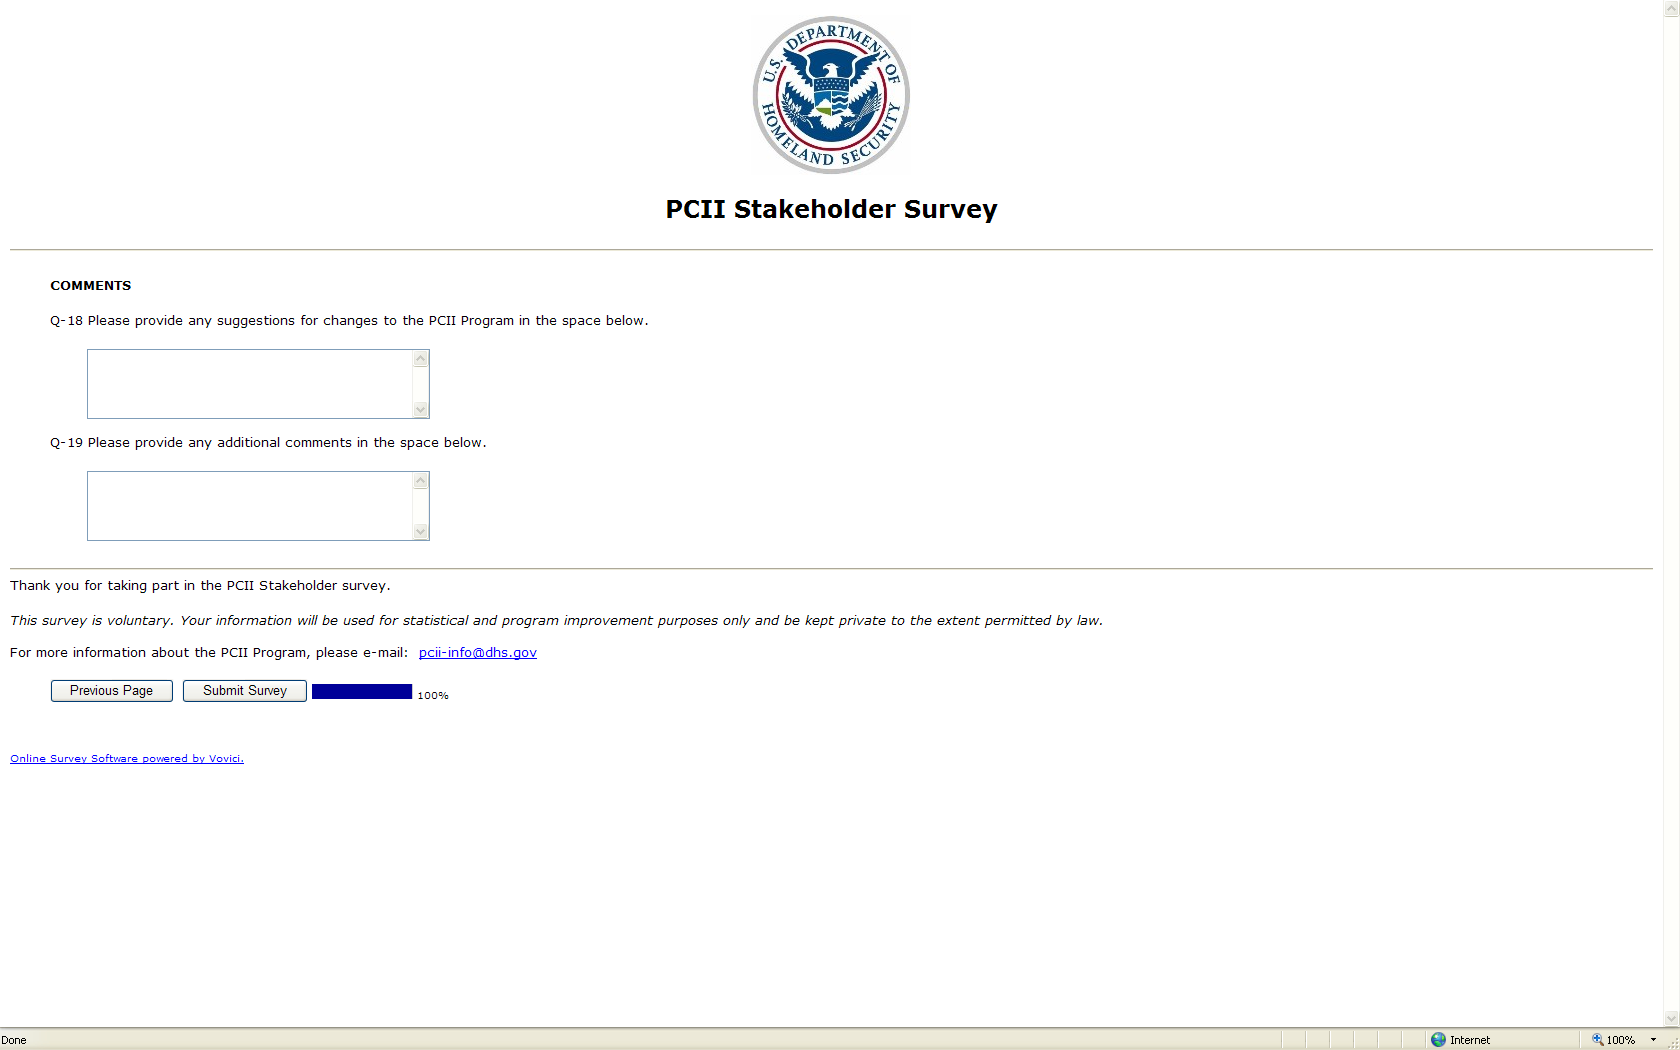 U.S. DEPARTMENT OF
HOMELAND SECURITY
PCII Stakeholder Survey
COMMENTS
Q-18 Please provide any suggestions for changes to the PCII Program in the space below.
Q-19 Please provide any additional comments in the space below.
Thank you for taking part in the PCII Stakeholder survey.
This survey is voluntary. Your information will be used for statistical and program improvement purposes only and be kept private to the extent permitted by law.
For more information about the PCII Program, please e-mail: pcii-info@dhs.gov
Previous Page Submit Survey 100%
Online Survey Software powered by Vovici.
Done Internet 100%